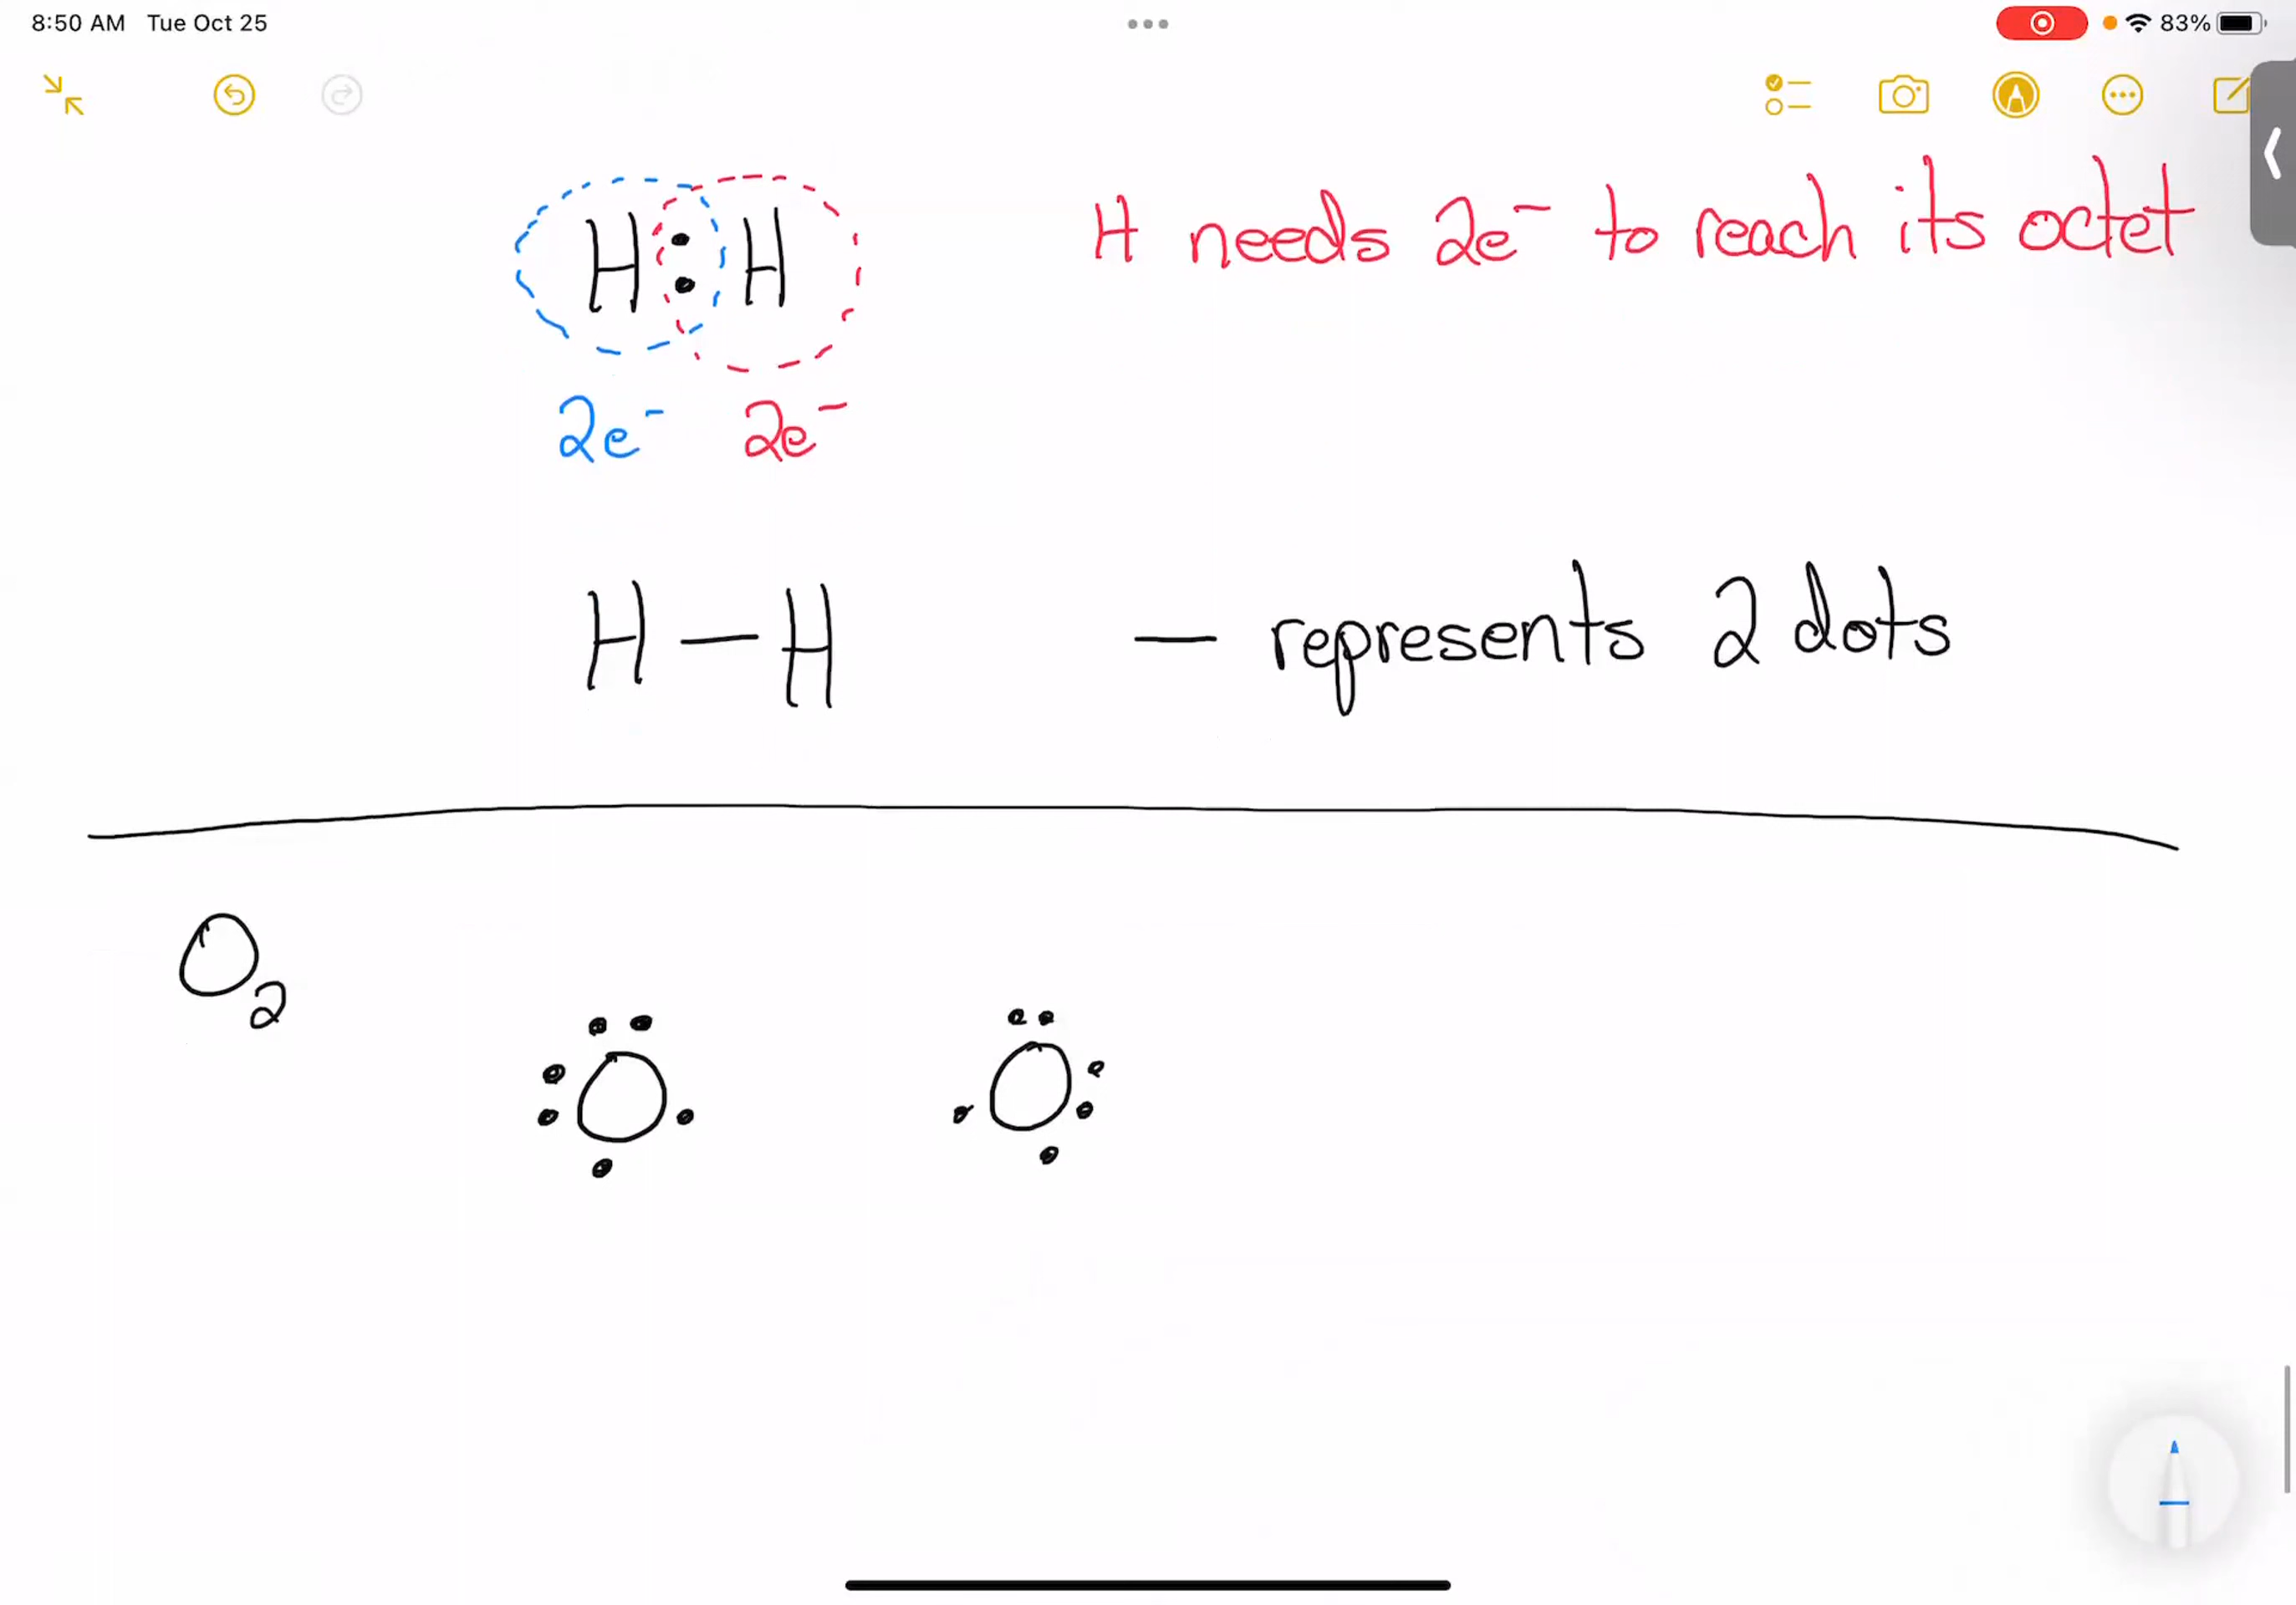 8:50 AM Tue Oct 25
83%
H : H H needs 2e⁻ to reach its octet
2e⁻ 2e⁻
H — H — represents 2 dots
O₂
O O